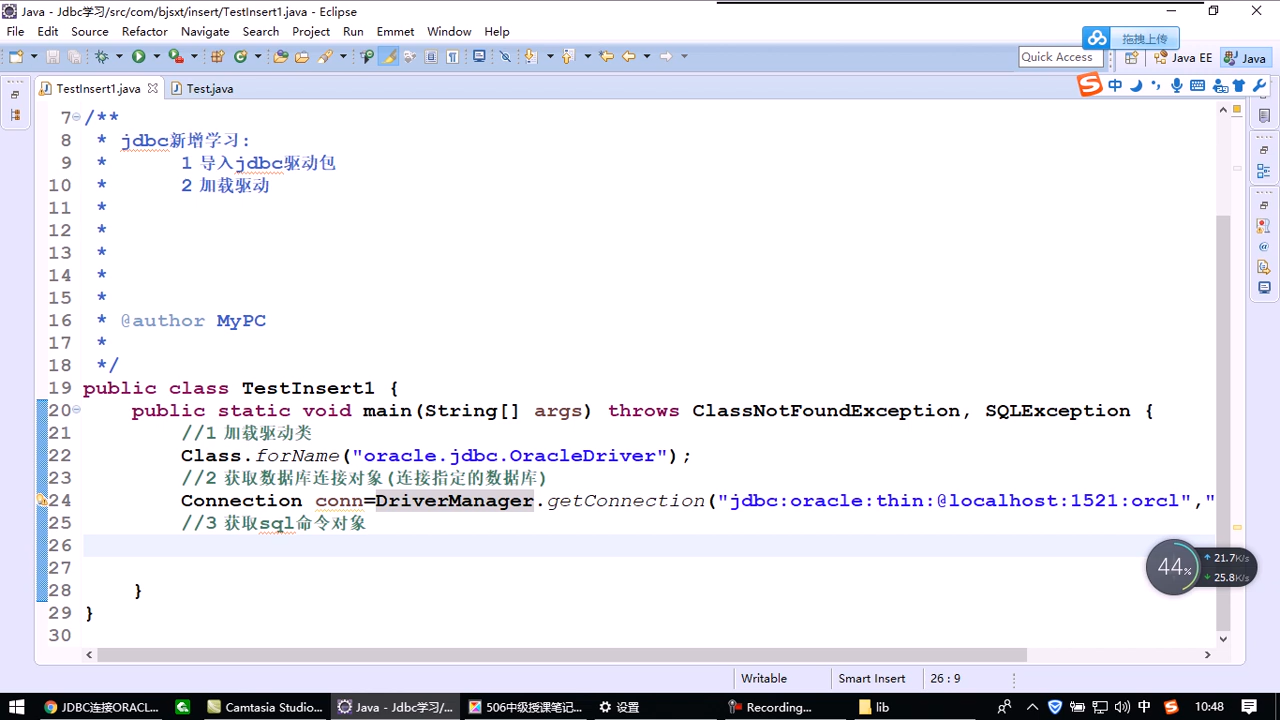 Java - Jdbc学习/src/com/bjsxt/insert/TestInsert1.java - Eclipse
File Edit Source Refactor Navigate Search Project Run Emmet Window Help
拖拽上传
Quick Access
Java EE
Java
TestInsert1.java
Test.java
中
7 /**
8 * jdbc新增学习:
9 * 1 导入jdbc驱动包
10 * 2 加载驱动
11 *
12 *
13 *
14 *
15 *
16 * @author MyPC
17 *
18 */
19 public class TestInsert1 {
20 public static void main(String[] args) throws ClassNotFoundException, SQLException {
21 //1 加载驱动类
22 Class.forName("oracle.jdbc.OracleDriver");
23 //2 获取数据库连接对象(连接指定的数据库)
24 Connection conn=DriverManager.getConnection("jdbc:oracle:thin:@localhost:1521:orcl","
25 //3 获取sql命令对象
26
27
28 }
29 }
30
44%
↑ 21.7K/s
↓ 25.8K/s
Writable
Smart Insert
26 : 9
JDBC连接ORACL...
Camtasia Studio...
Java - Jdbc学习/...
506中级授课笔记...
设置
Recording...
lib
中
10:48